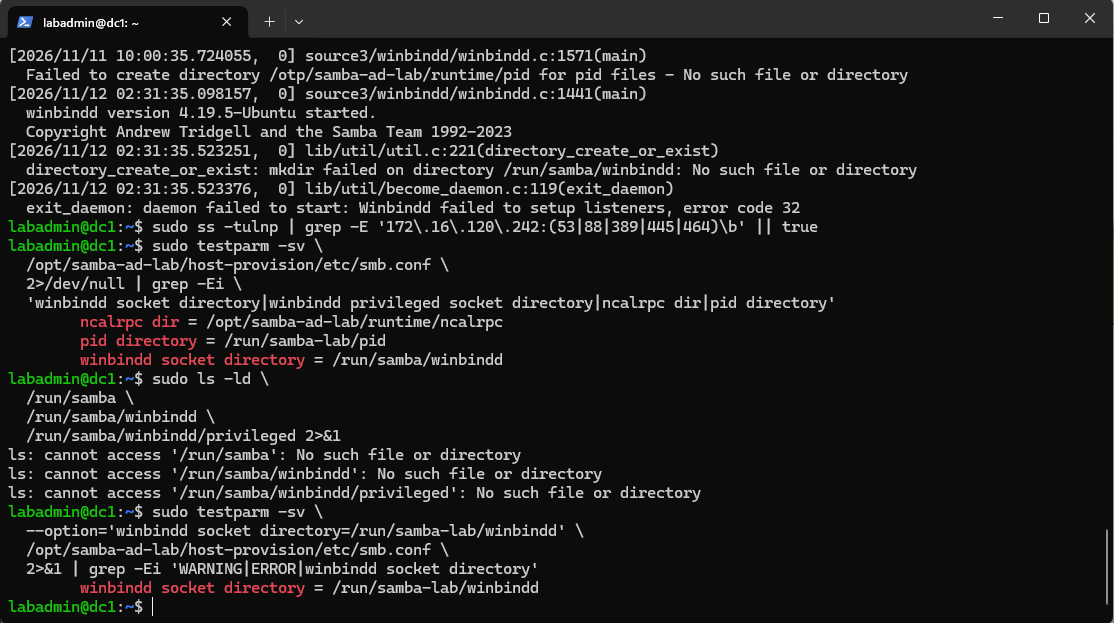 labadmin@dc1: ~
[2026/11/11 10:00:35.724055,  0] source3/winbindd/winbindd.c:1571(main)
  Failed to create directory /otp/samba-ad-lab/runtime/pid for pid files - No such file or directory
[2026/11/12 02:31:35.098157,  0] source3/winbindd/winbindd.c:1441(main)
  winbindd version 4.19.5-Ubuntu started.
  Copyright Andrew Tridgell and the Samba Team 1992-2023
[2026/11/12 02:31:35.523251,  0] lib/util/util.c:221(directory_create_or_exist)
  directory_create_or_exist: mkdir failed on directory /run/samba/winbindd: No such file or directory
[2026/11/12 02:31:35.523376,  0] lib/util/become_daemon.c:119(exit_daemon)
  exit_daemon: daemon failed to start: Winbindd failed to setup listeners, error code 32
labadmin@dc1:~$ sudo ss -tulnp | grep -E '172\.16\.120\.242:(53|88|389|445|464)\b' || true
labadmin@dc1:~$ sudo testparm -sv \
  /opt/samba-ad-lab/host-provision/etc/smb.conf \
  2>/dev/null | grep -Ei \
  'winbindd socket directory|winbindd privileged socket directory|ncalrpc dir|pid directory'
        ncalrpc dir = /opt/samba-ad-lab/runtime/ncalrpc
        pid directory = /run/samba-lab/pid
        winbindd socket directory = /run/samba/winbindd
labadmin@dc1:~$ sudo ls -ld \
  /run/samba \
  /run/samba/winbindd \
  /run/samba/winbindd/privileged 2>&1
ls: cannot access '/run/samba': No such file or directory
ls: cannot access '/run/samba/winbindd': No such file or directory
ls: cannot access '/run/samba/winbindd/privileged': No such file or directory
labadmin@dc1:~$ sudo testparm -sv \
  --option='winbindd socket directory=/run/samba-lab/winbindd' \
  /opt/samba-ad-lab/host-provision/etc/smb.conf \
  2>&1 | grep -Ei 'WARNING|ERROR|winbindd socket directory'
        winbindd socket directory = /run/samba-lab/winbindd
labadmin@dc1:~$